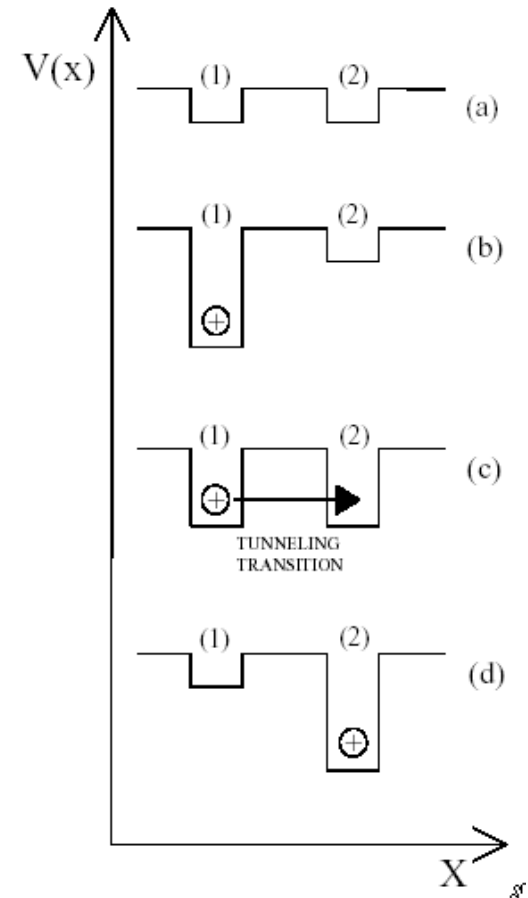 V(x)
(1) (2)
(a)
(1) (2)
(b)
+
(1) (2)
(c)
+
TUNNELING
TRANSITION
(1) (2)
(d)
+
X